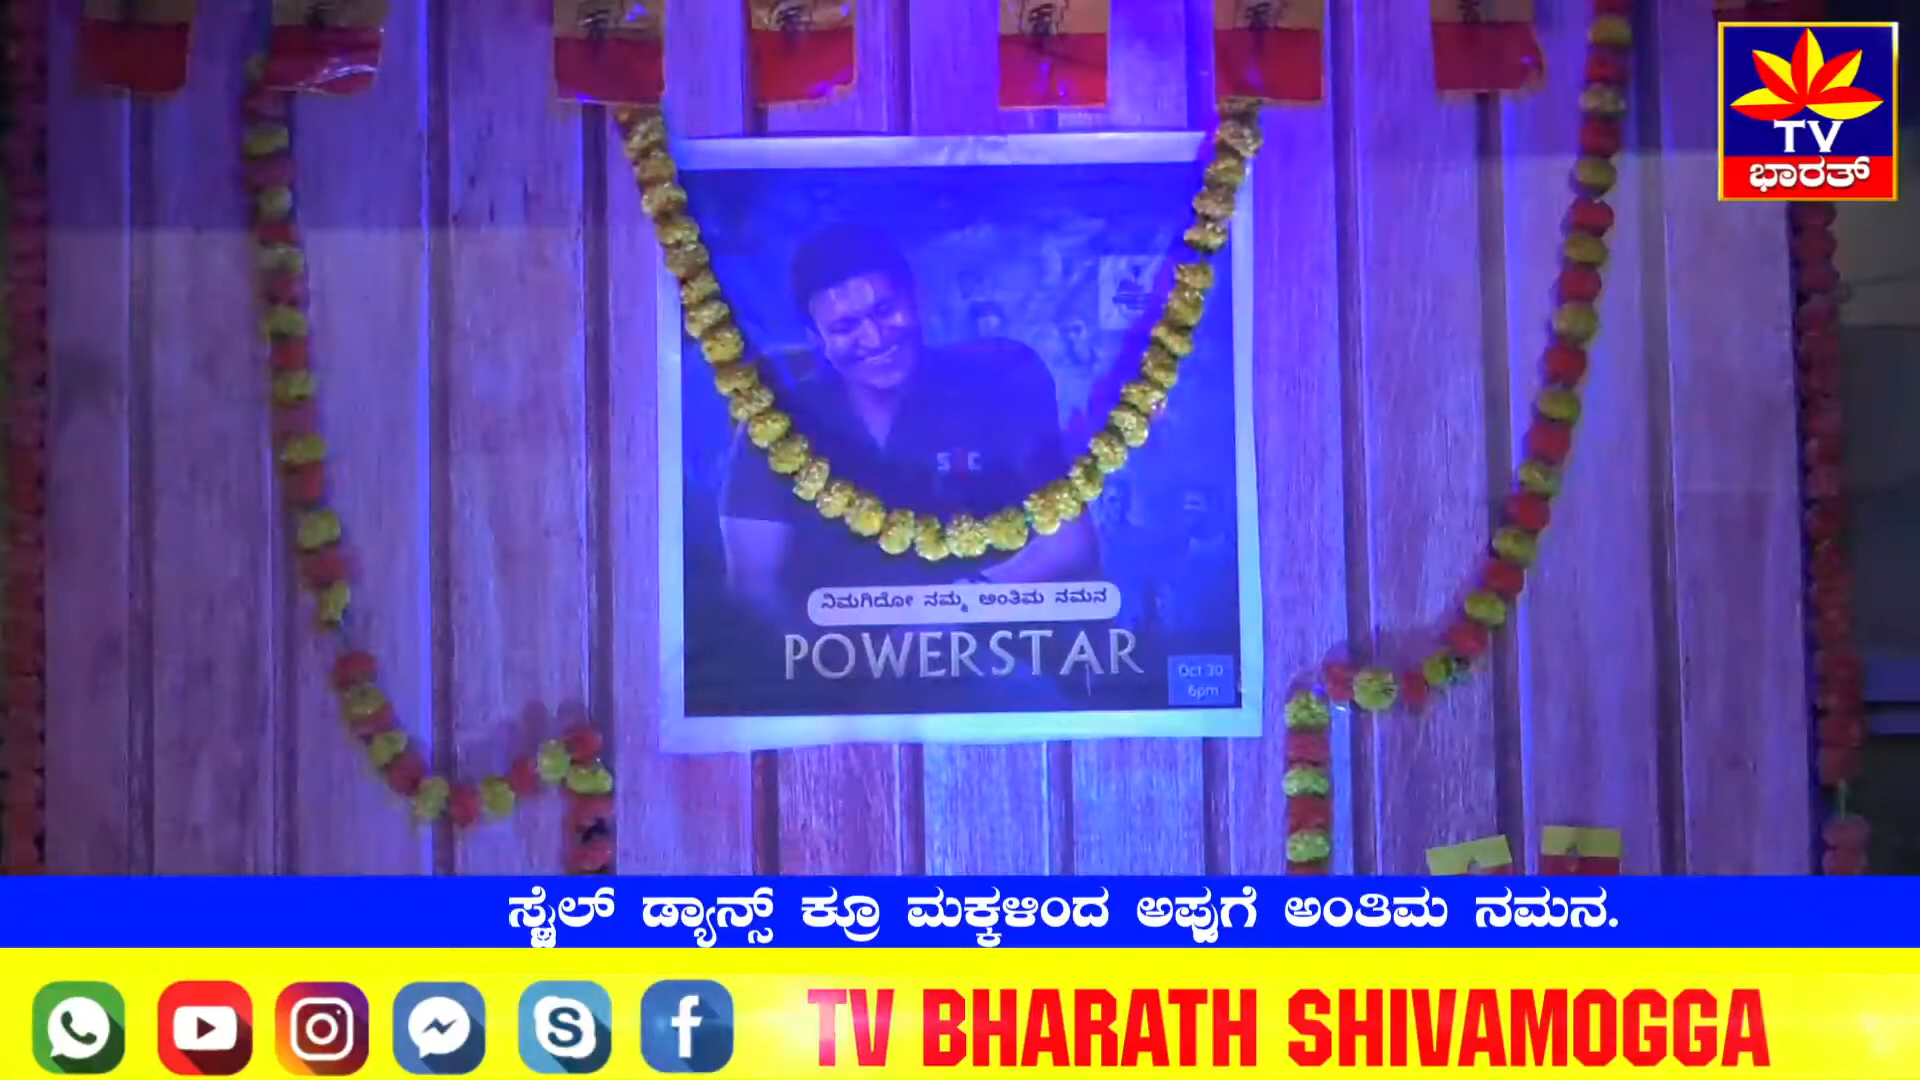 TV
ಭಾರತ್
S C
ನಿಮಗಿದೋ ನಮ್ಮ ಅಂತಿಮ ನಮನ
POWERSTAR
Oct 30
6pm
ಸ್ಟೈಲ್ ಡ್ಯಾನ್ಸ್ ಕ್ರೂ ಮಕ್ಕಳಿಂದ ಅಪ್ಪುಗೆ ಅಂತಿಮ ನಮನ.
TV BHARATH SHIVAMOGGA